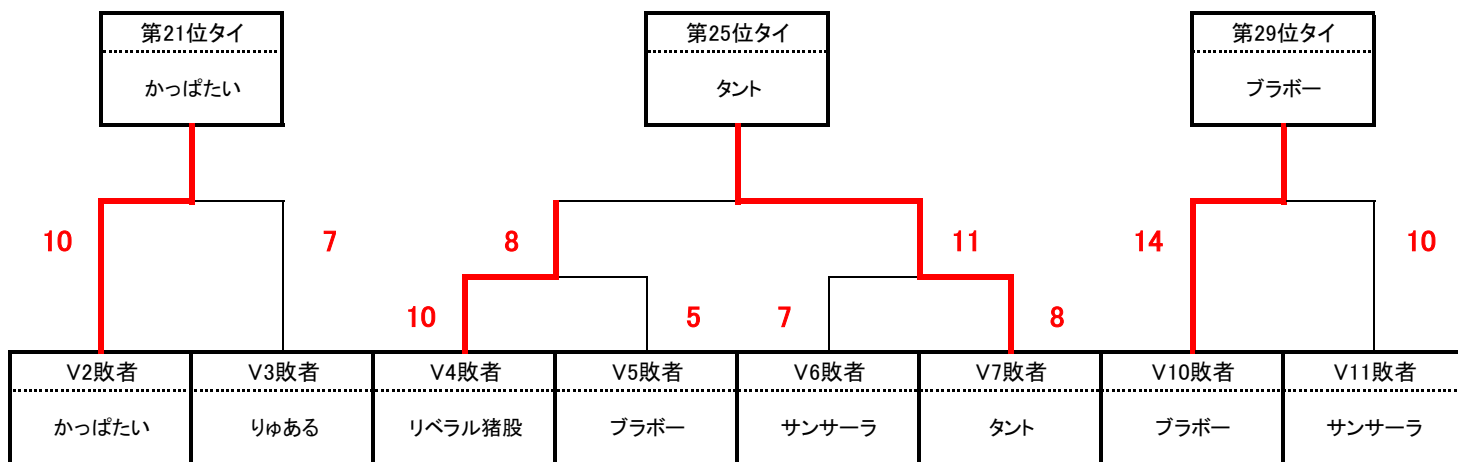 第21位タイ
かっぱたい
第25位タイ
タント
第29位タイ
ブラボー
10
7
8
11
14
10
10
5
7
8
V2敗者
V3敗者
V4敗者
V5敗者
V6敗者
V7敗者
V10敗者
V11敗者
かっぱたい
りゅある
リベラル猪股
ブラボー
サンサーラ
タント
ブラボー
サンサーラ